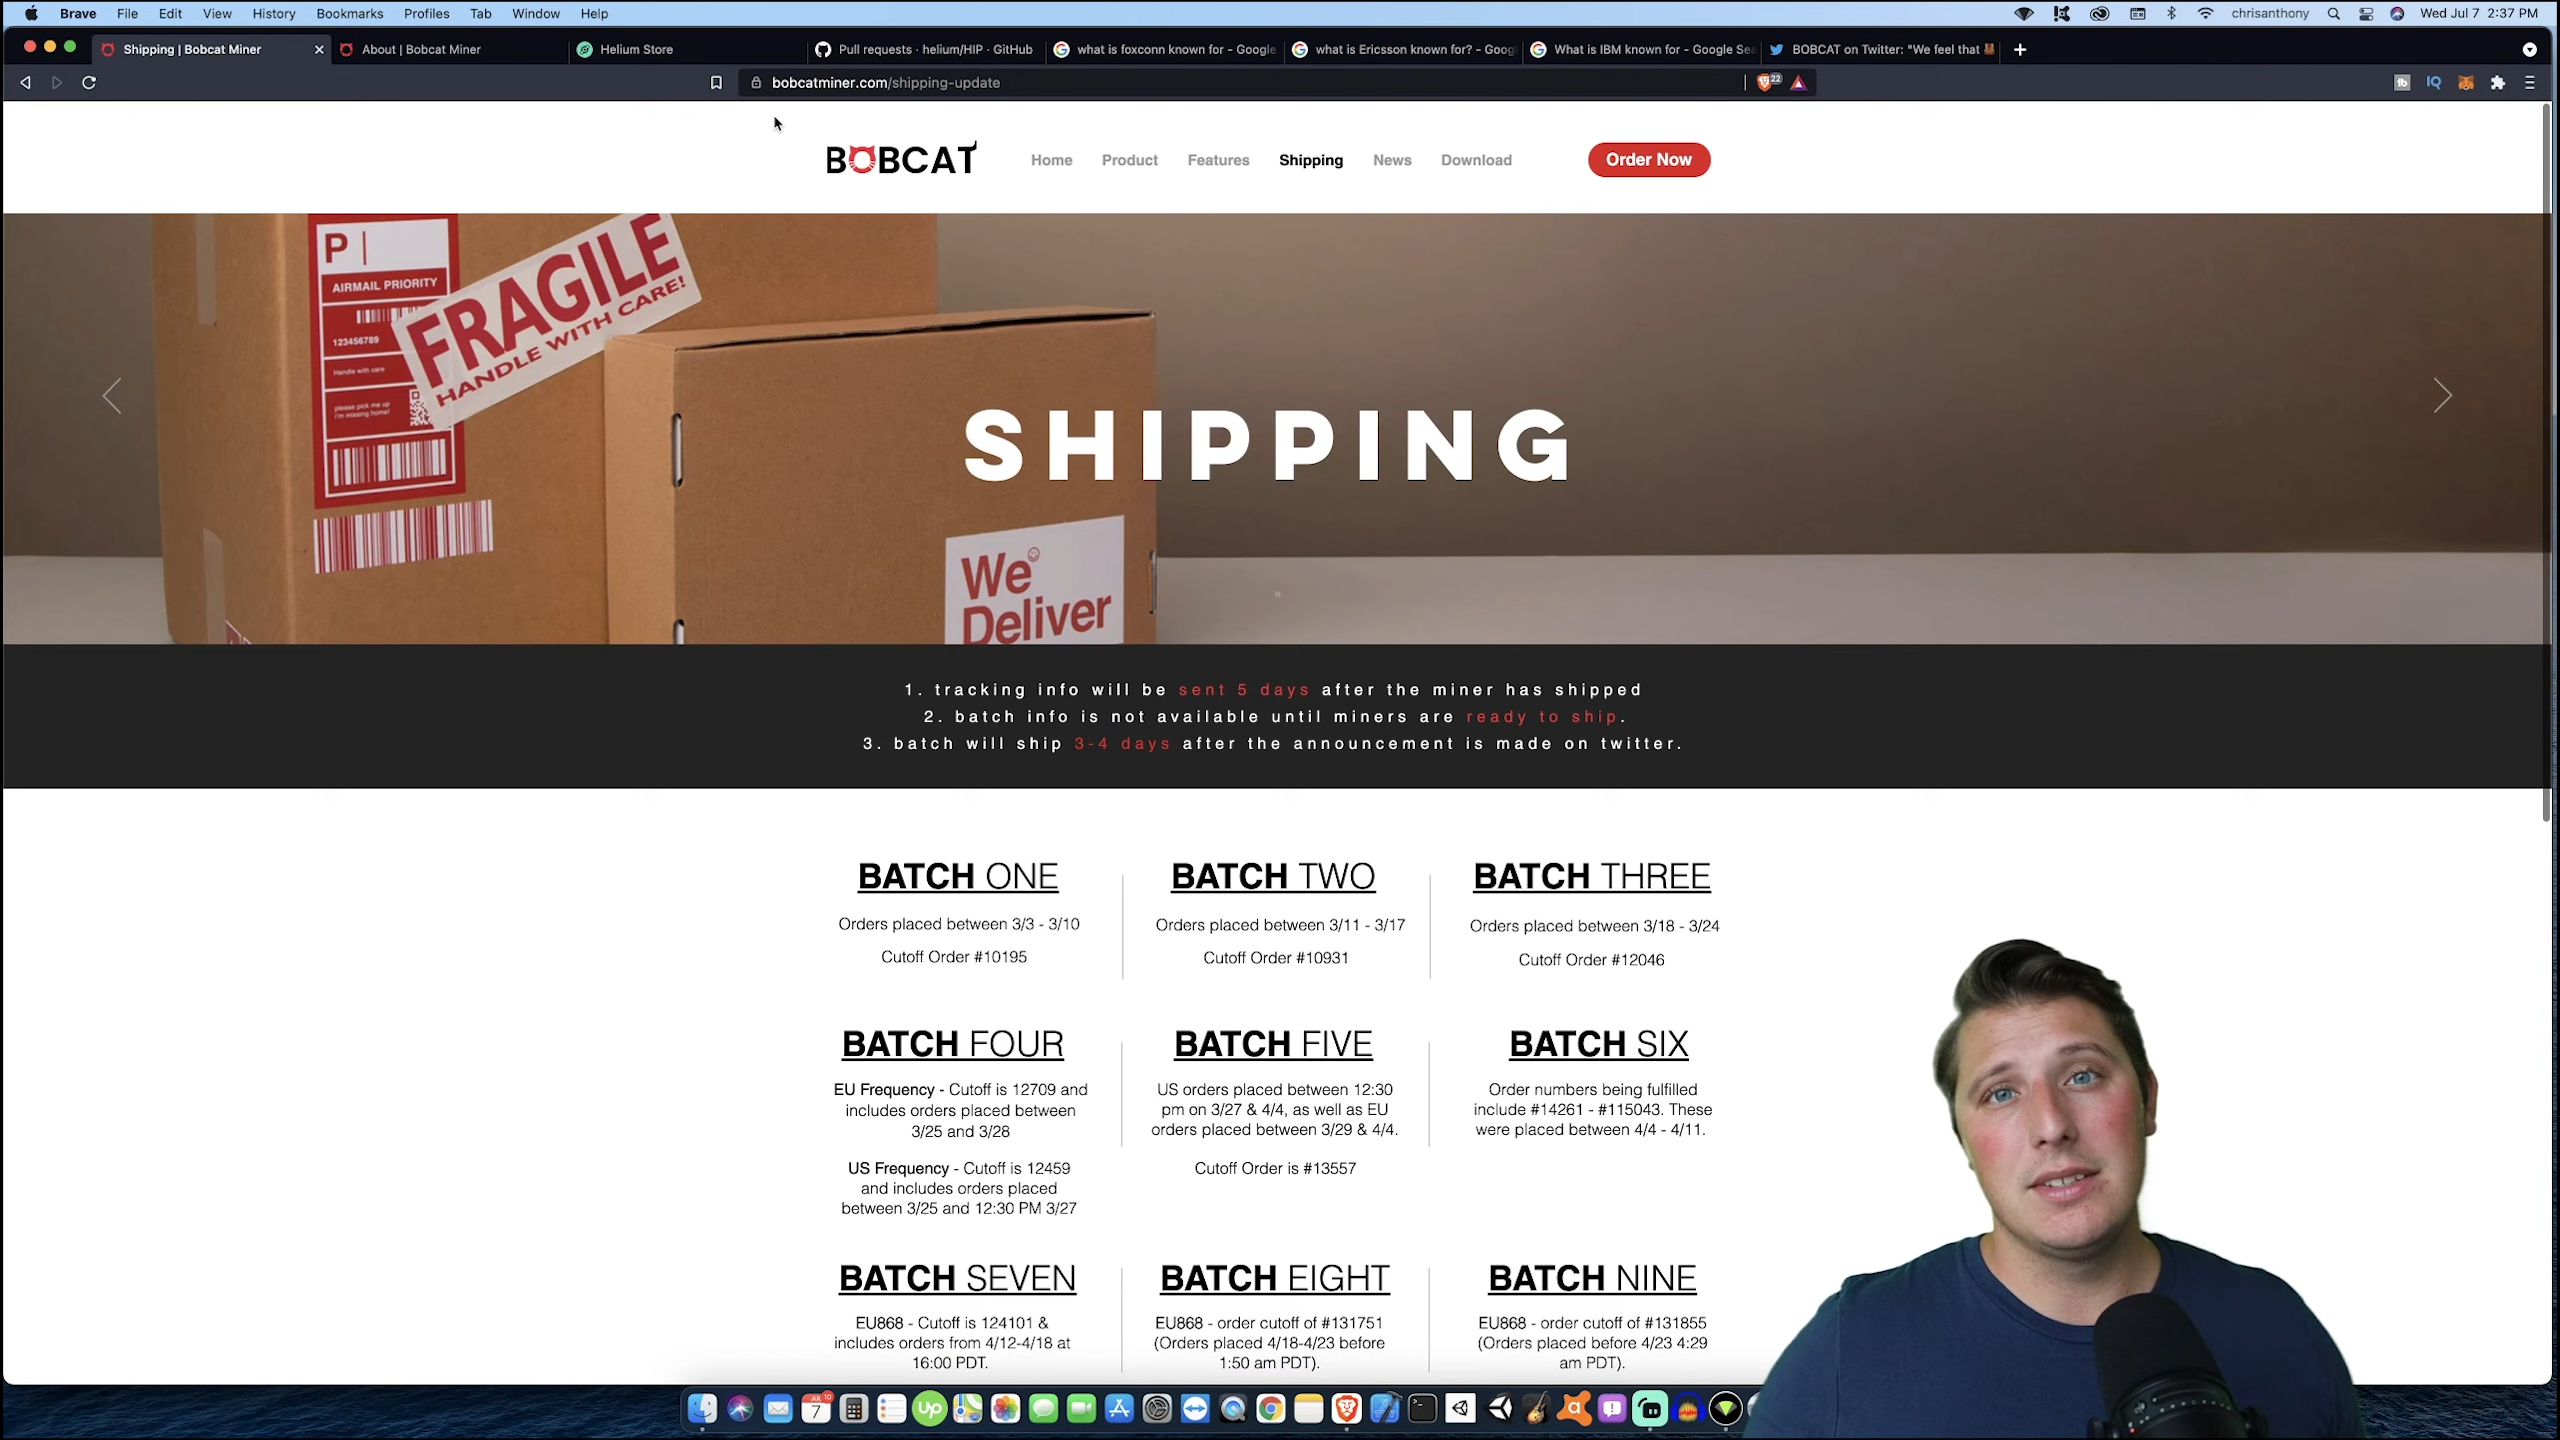 Brave File Edit View History Bookmarks Profiles Tab Window Help chrisanthony Wed Jul 7 2:37 PM
Shipping | Bobcat Miner About | Bobcat Miner Helium Store Pull requests · helium/HIP · GitHub what is foxconn known for - Google what is Ericsson known for? - Goog What is IBM known for - Google Sea BOBCAT on Twitter: "We feel that
bobcatminer.com/shipping-update 22
BOBCAT Home Product Features Shipping News Download Order Now
P
AIRMAIL PRIORITY
123456789
Handle with care
please pick me up
i'm missing home!
FRAGILE
HANDLE WITH CARE!
SHIPPING
We
Deliver
1. tracking info will be sent 5 days after the miner has shipped
2. batch info is not available until miners are ready to ship.
3. batch will ship 3-4 days after the announcement is made on twitter.
BATCH ONE
Orders placed between 3/3 - 3/10
Cutoff Order #10195
BATCH TWO
Orders placed between 3/11 - 3/17
Cutoff Order #10931
BATCH THREE
Orders placed between 3/18 - 3/24
Cutoff Order #12046
BATCH FOUR
EU Frequency - Cutoff is 12709 and
includes orders placed between
3/25 and 3/28
US Frequency - Cutoff is 12459
and includes orders placed
between 3/25 and 12:30 PM 3/27
BATCH FIVE
US orders placed between 12:30
pm on 3/27 & 4/4, as well as EU
orders placed between 3/29 & 4/4.
Cutoff Order is #13557
BATCH SIX
Order numbers being fulfilled
include #14261 - #115043. These
were placed between 4/4 - 4/11.
BATCH SEVEN
EU868 - Cutoff is 124101 &
includes orders from 4/12-4/18 at
16:00 PDT.
BATCH EIGHT
EU868 - order cutoff of #131751
(Orders placed 4/18-4/23 before
1:50 am PDT).
BATCH NINE
EU868 - order cutoff of #131855
(Orders placed before 4/23 4:29
am PDT).
7 10 Up